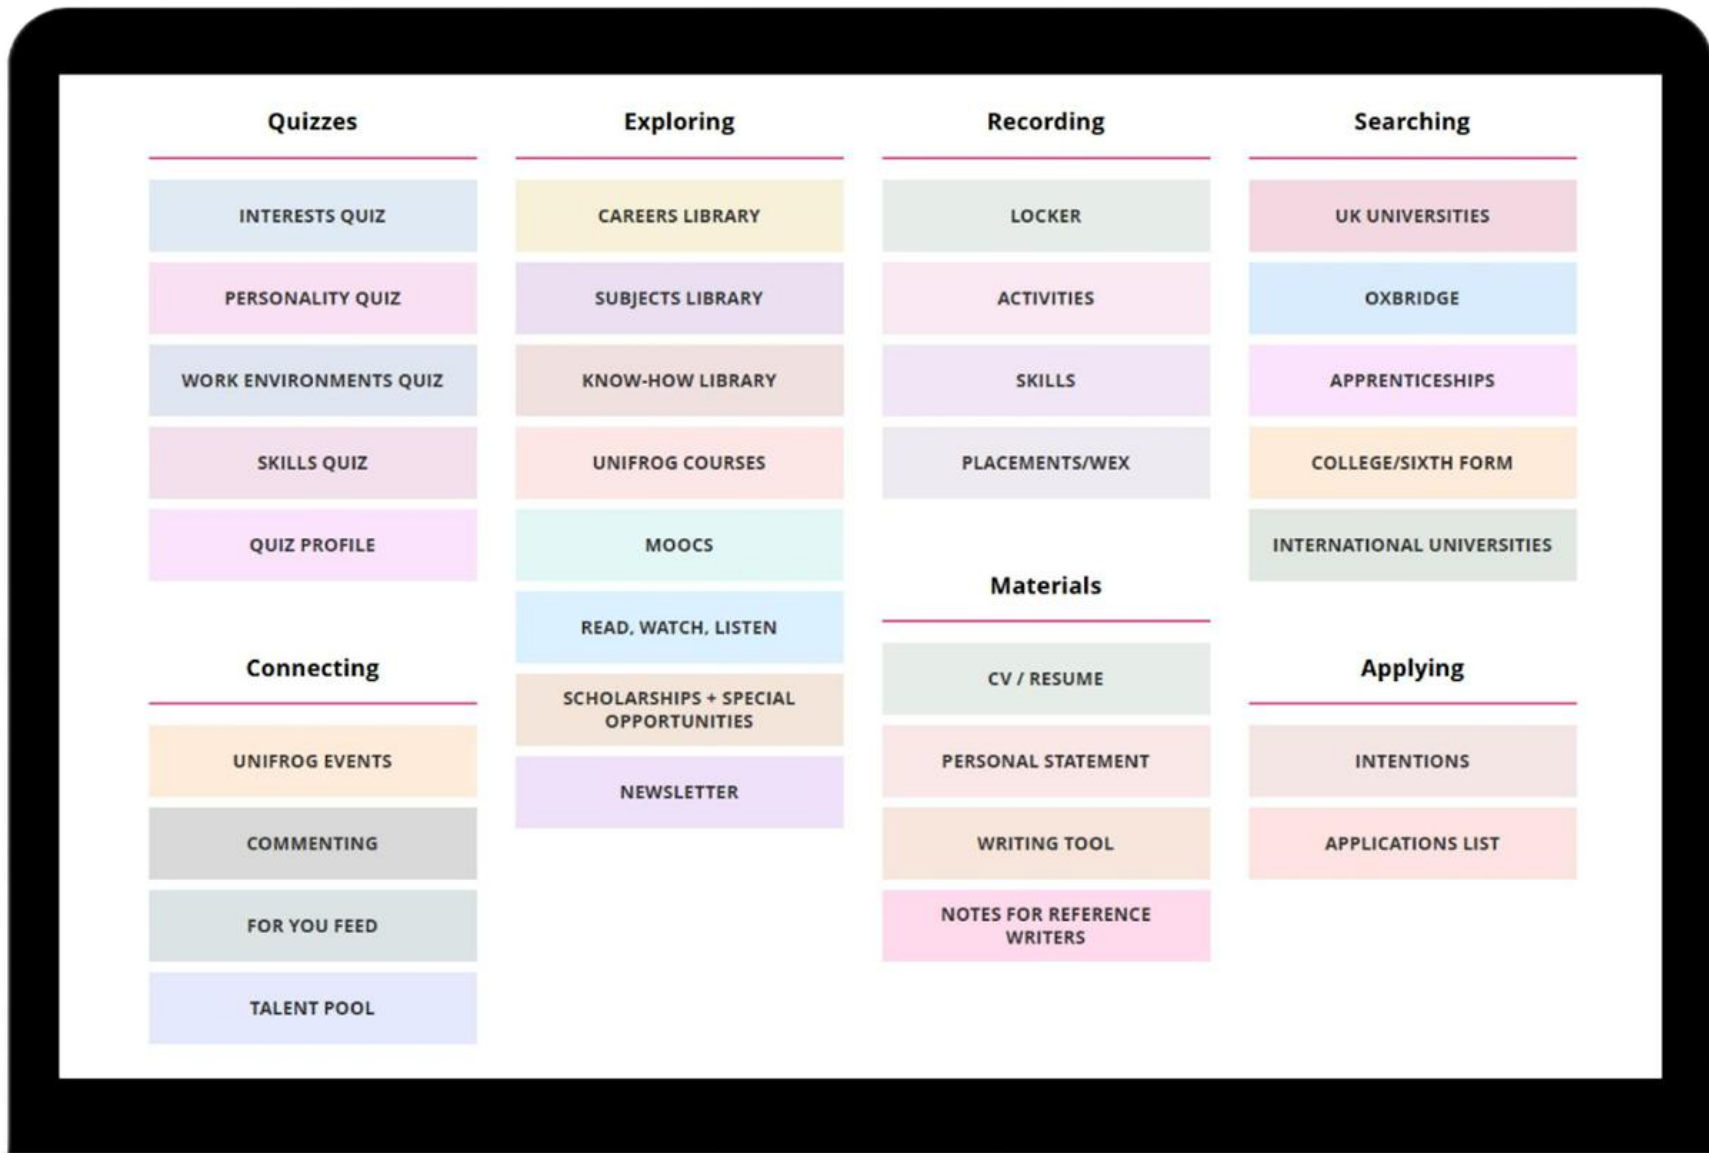 Quizzes
INTERESTS QUIZ
PERSONALITY QUIZ
WORK ENVIRONMENTS QUIZ
SKILLS QUIZ
QUIZ PROFILE
Connecting
UNIFROG EVENTS
COMMENTING
FOR YOU FEED
TALENT POOL
Exploring
CAREERS LIBRARY
SUBJECTS LIBRARY
KNOW-HOW LIBRARY
UNIFROG COURSES
MOOCS
READ, WATCH, LISTEN
SCHOLARSHIPS + SPECIAL
OPPORTUNITIES
NEWSLETTER
Recording
LOCKER
ACTIVITIES
SKILLS
PLACEMENTS/WEX
Materials
CV / RESUME
PERSONAL STATEMENT
WRITING TOOL
NOTES FOR REFERENCE
WRITERS
Searching
UK UNIVERSITIES
OXBRIDGE
APPRENTICESHIPS
COLLEGE/SIXTH FORM
INTERNATIONAL UNIVERSITIES
Applying
INTENTIONS
APPLICATIONS LIST